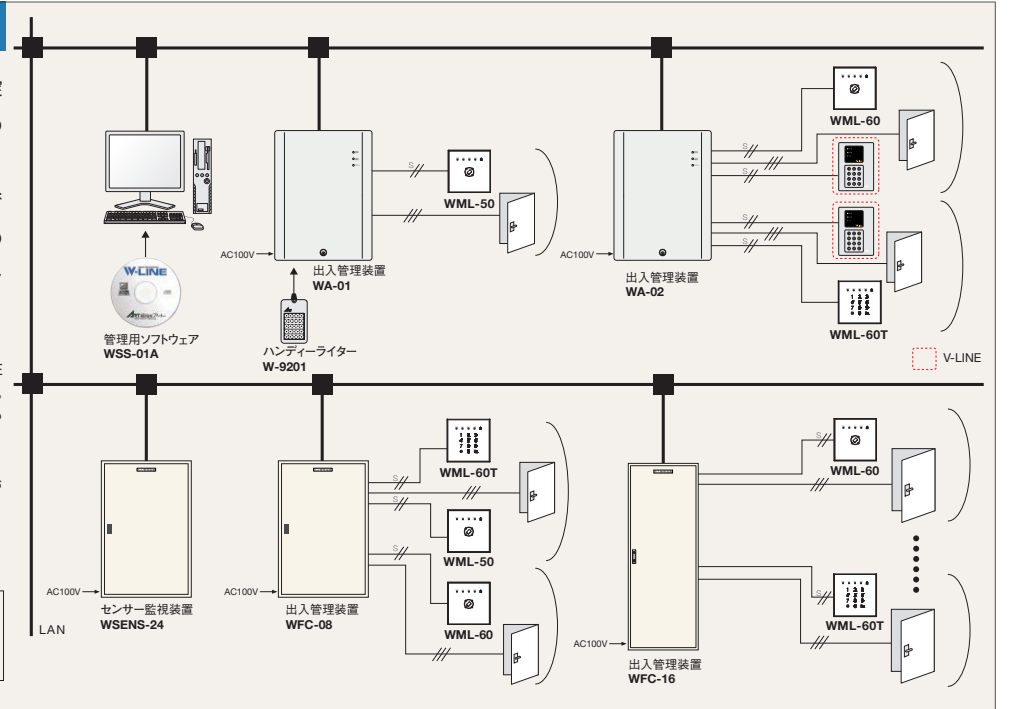 WML-60
S
S
S
WML-50
S
S
S
AC100V
AC100V
出入管理装置
WA-01
出入管理装置
WA-02
WML-60T
W-LINE
管理用ソフトウェア
WSS-01A
ハンディーライター
W-9201
V-LINE
S
S
WML-60T
WML-60
S
S
WML-50
S
WML-60
S
WML-60T
AC100V
AC100V
AC100V
センサー監視装置
WSENS-24
出入管理装置
WFC-08
出入管理装置
WFC-16
LAN